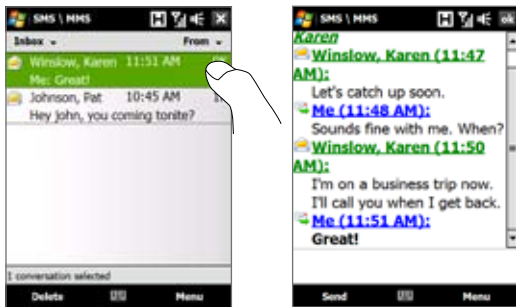 SMS \ MMS
Inbox
From
Winslow, Karen 11:51 AM
Me: Great!
Johnson, Pat 10:45 AM
Hey john, you coming tonite?
1 conversation selected
Delete
Menu
SMS \ MMS
ok
Karen
Winslow, Karen (11:47
AM):
Let's catch up soon.
Me (11:48 AM):
Sounds fine with me. When?
Winslow, Karen (11:50
AM):
I'm on a business trip now.
I'll call you when I get back.
Me (11:51 AM):
Great!
Send
Menu